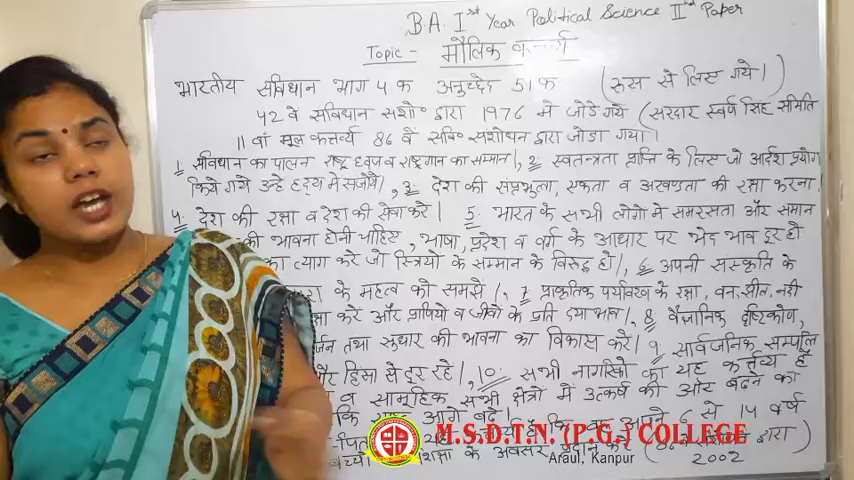 B.A. Ist Year Political Science IInd Paper
Topic - मौलिक कर्त्तव्य
भारतीय संविधान भाग 4 क अनुच्छेद 51 क (रूस से लिए गये।)
42 वें संविधान संशो० द्वारा 1976 में जोड़े गये (सरदार स्वर्ण सिंह समिति
11 वां मूल कर्त्तव्य 86 वें संवि० संशोधन द्वारा जोड़ा गया।
1. संविधान का पालन राष्ट्र ध्वज व राष्ट्रगान का सम्मान।, 2. स्वतन्त्रता प्राप्ति के लिए जो आर्दश प्रयोग
किये गये उन्हें हृदय में संजोये।, 3. देश की संप्रभुता, एकता व अखण्डता की रक्षा करना।
4. देश की रक्षा व देश की सेवा करें। 5. भारत के सभी लोगों में समरसता और समान
की भावना होनी चाहिए, भाषा, प्रदेश व वर्ग के आधार पर भेद भाव दूर हो
का त्याग करें जो स्त्रियों के सम्मान के विरूद्ध हो।, 6. अपनी संस्कृति के
के महत्व को समझे।, 7. प्राकृतिक पर्यावरण के रक्षा, वन, झील, नदी
करें और प्राणियों व जीवों के प्रति दया भाव। 8. वैज्ञानिक दृष्टिकोण,
तथा सुधार की भावना का विकास करें। 9. सार्वजनिक सम्पत्ति
हिंसा से दूर रहे।, 10. सभी नागरिकों का यह कर्त्तव्य है
व सामूहिक सभी क्षेत्रों में उत्कर्ष की ओर बढ़ने का
आगे बढ़े।
6 से 14 वर्ष
के अवसर प्रदान करें द्वारा)
2002
M.S.D.T.N. (P.G.) COLLEGE
Araul, Kanpur